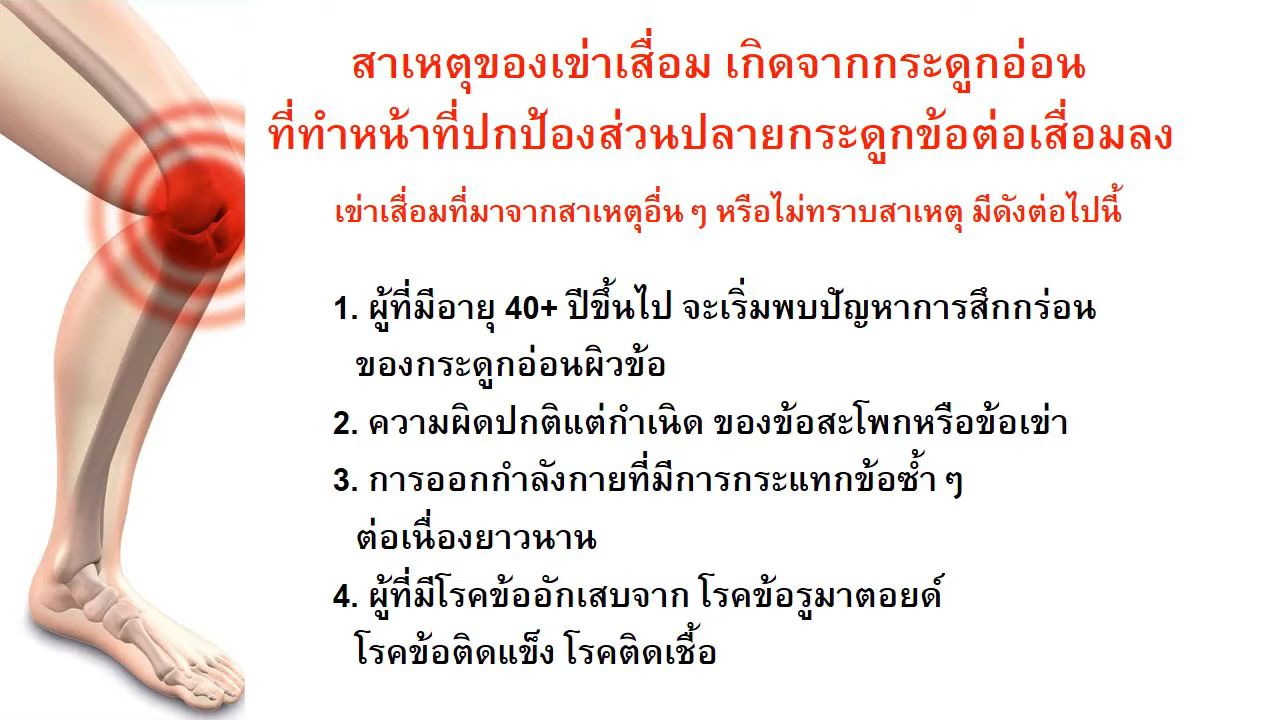 สาเหตุของเข่าเสื่อม เกิดจากกระดูกอ่อน
ที่ทำหน้าที่ปกป้องส่วนปลายกระดูกข้อต่อเสื่อมลง
เข่าเสื่อมที่มาจากสาเหตุอื่น ๆ หรือไม่ทราบสาเหตุ มีดังต่อไปนี้
1. ผู้ที่มีอายุ 40+ ปีขึ้นไป จะเริ่มพบปัญหาการสึกกร่อน
ของกระดูกอ่อนผิวข้อ
2. ความผิดปกติแต่กำเนิด ของข้อสะโพกหรือข้อเข่า
3. การออกกำลังกายที่มีการกระแทกข้อซ้ำ ๆ
ต่อเนื่องยาวนาน
4. ผู้ที่มีโรคข้ออักเสบจาก โรคข้อรูมาตอยด์
โรคข้อติดแข็ง โรคติดเชื้อ